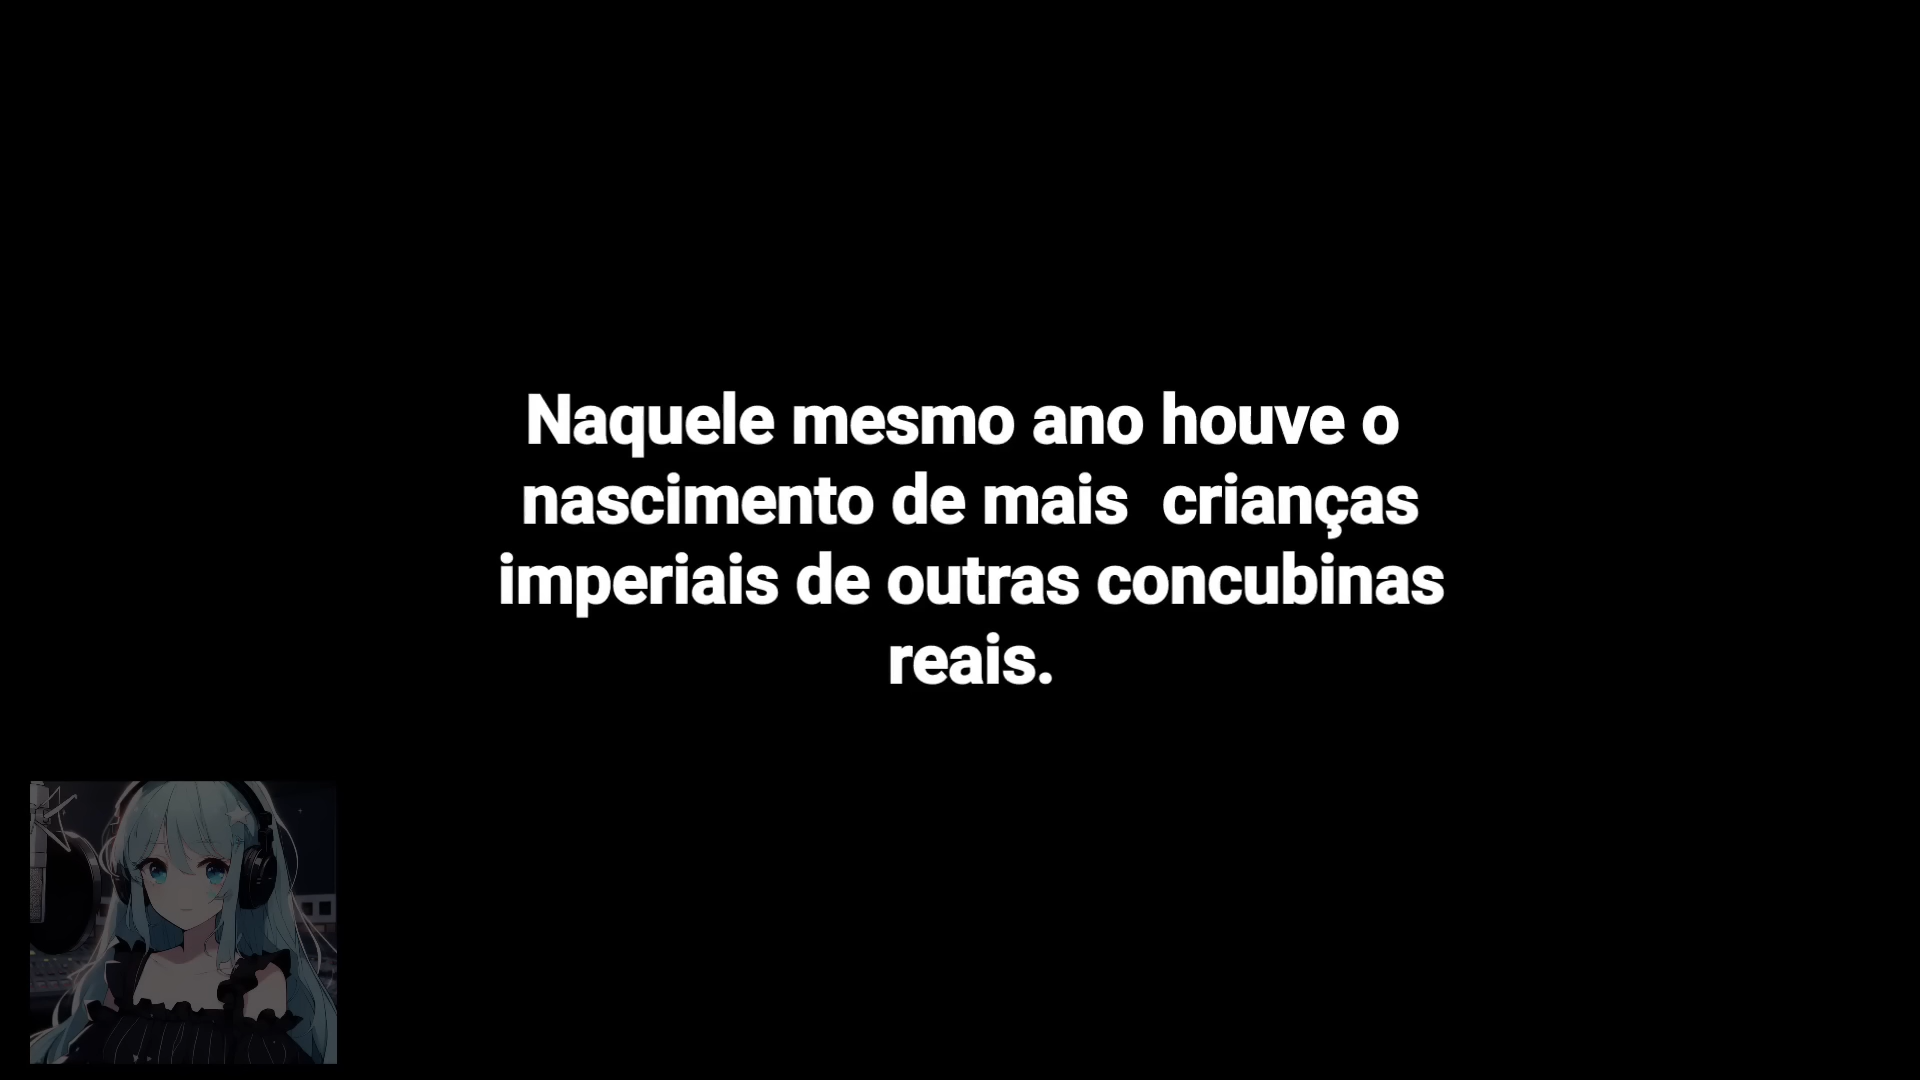 Naquele mesmo ano houve o
nascimento de mais  crianças
imperiais de outras concubinas
reais.